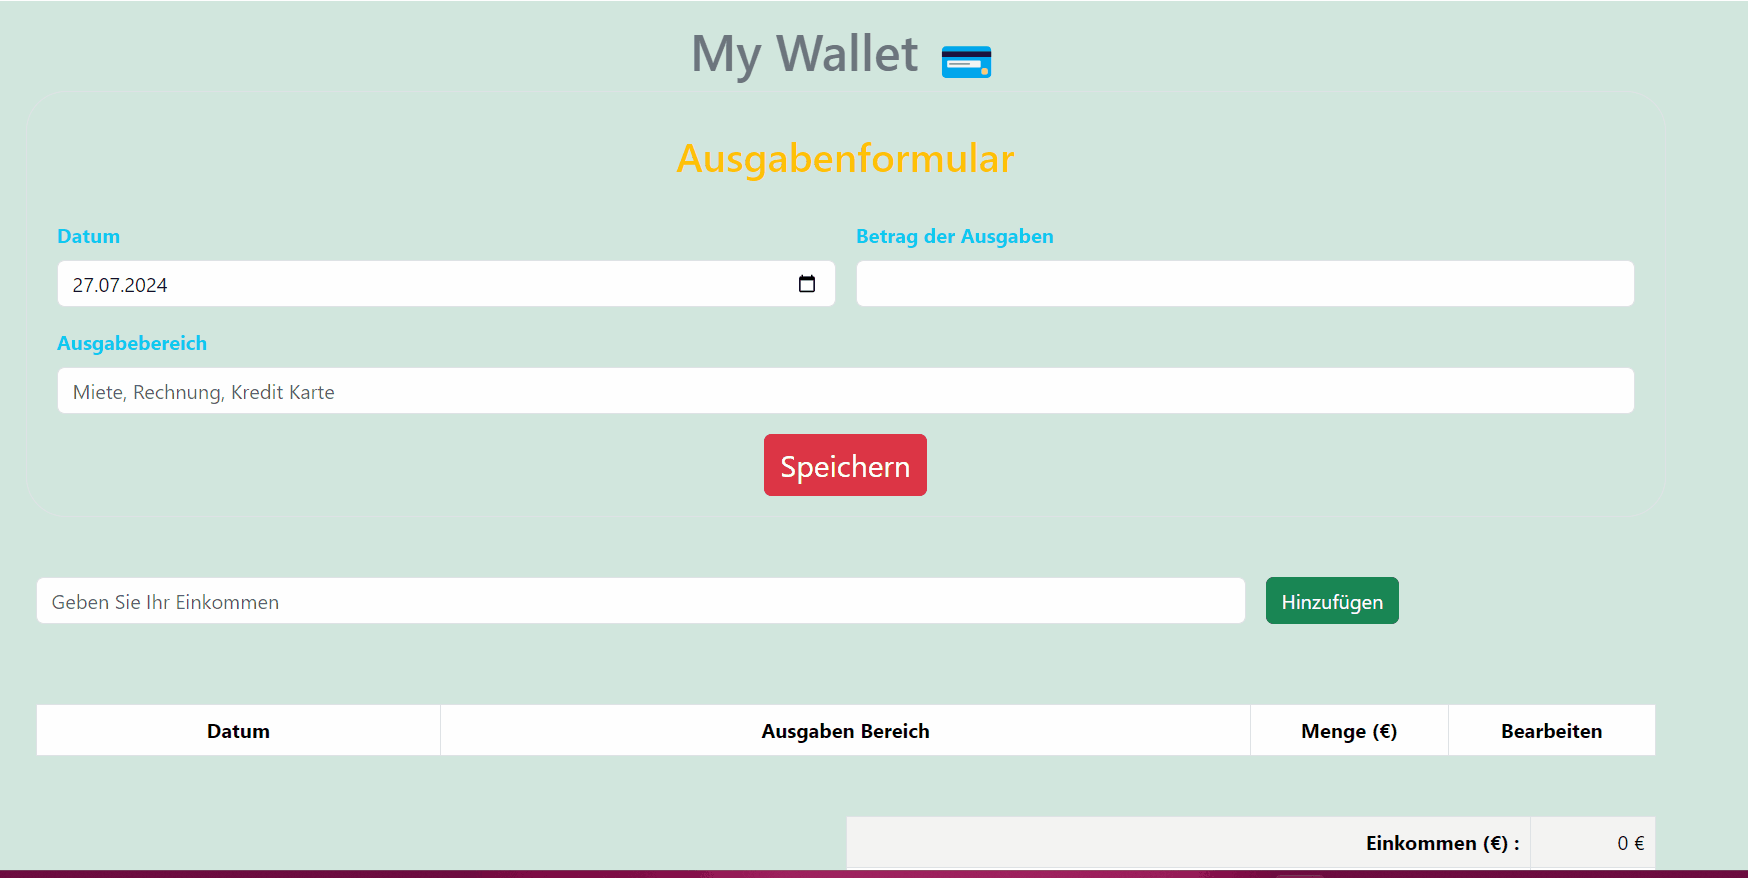 My Wallet
Ausgabenformular
Datum
Betrag der Ausgaben
27.07.2024
Ausgabebereich
Miete, Rechnung, Kredit Karte
Speichern
Geben Sie Ihr Einkommen
Hinzufügen
Datum
Ausgaben Bereich
Menge (€)
Bearbeiten
Einkommen (€) :
0 €